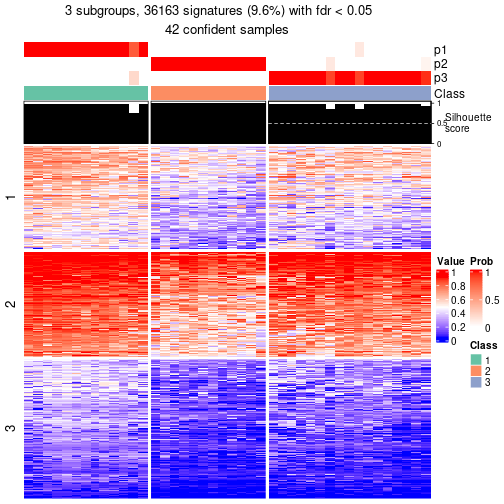 3 subgroups, 36163 signatures (9.6%) with fdr < 0.05
42 confident samples
p1
p2
p3
Class
1
0.5
0
Silhouette
score
1
2
3
Value
1
0.8
0.6
0.4
0.2
0
Prob
1
0.5
0
Class
1
2
3